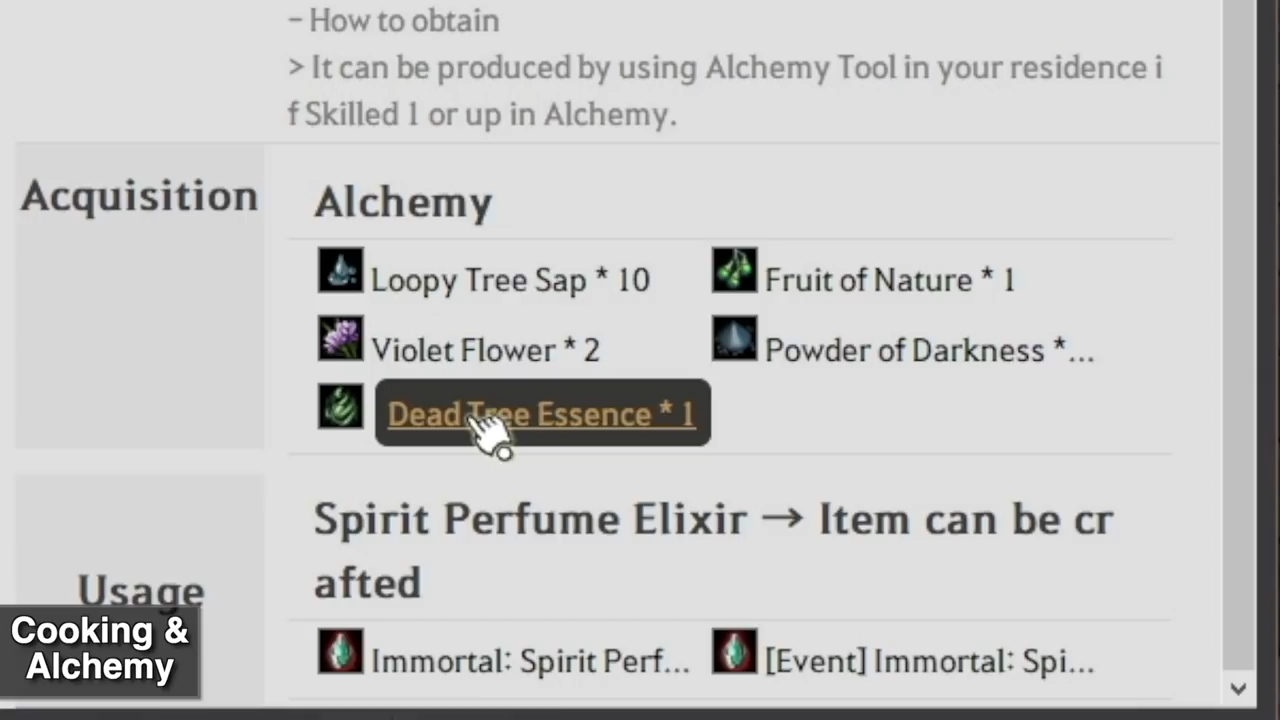 - How to obtain
> It can be produced by using Alchemy Tool in your residence i
f Skilled 1 or up in Alchemy.
Acquisition
Alchemy
Loopy Tree Sap * 10
Fruit of Nature * 1
Violet Flower * 2
Powder of Darkness *...
Dead Tree Essence * 1
Spirit Perfume Elixir → Item can be cr
afted
Usage
Immortal: Spirit Perf...
[Event] Immortal: Spi...
Cooking &
Alchemy